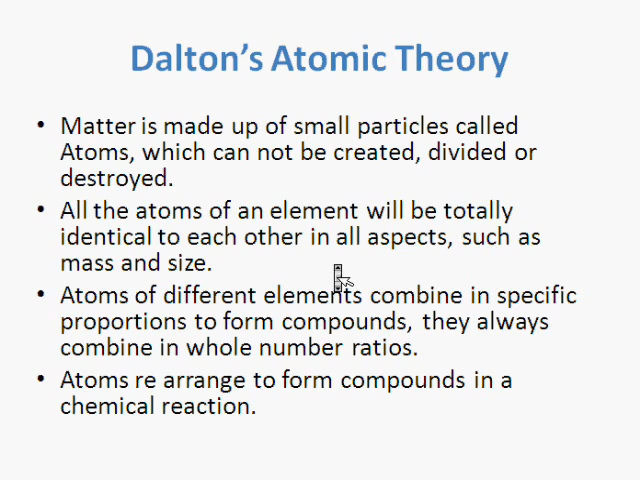 Dalton’s Atomic Theory
• Matter is made up of small particles called
Atoms, which can not be created, divided or
destroyed.
• All the atoms of an element will be totally
identical to each other in all aspects, such as
mass and size.
• Atoms of different elements combine in specific
proportions to form compounds, they always
combine in whole number ratios.
• Atoms re arrange to form compounds in a
chemical reaction.